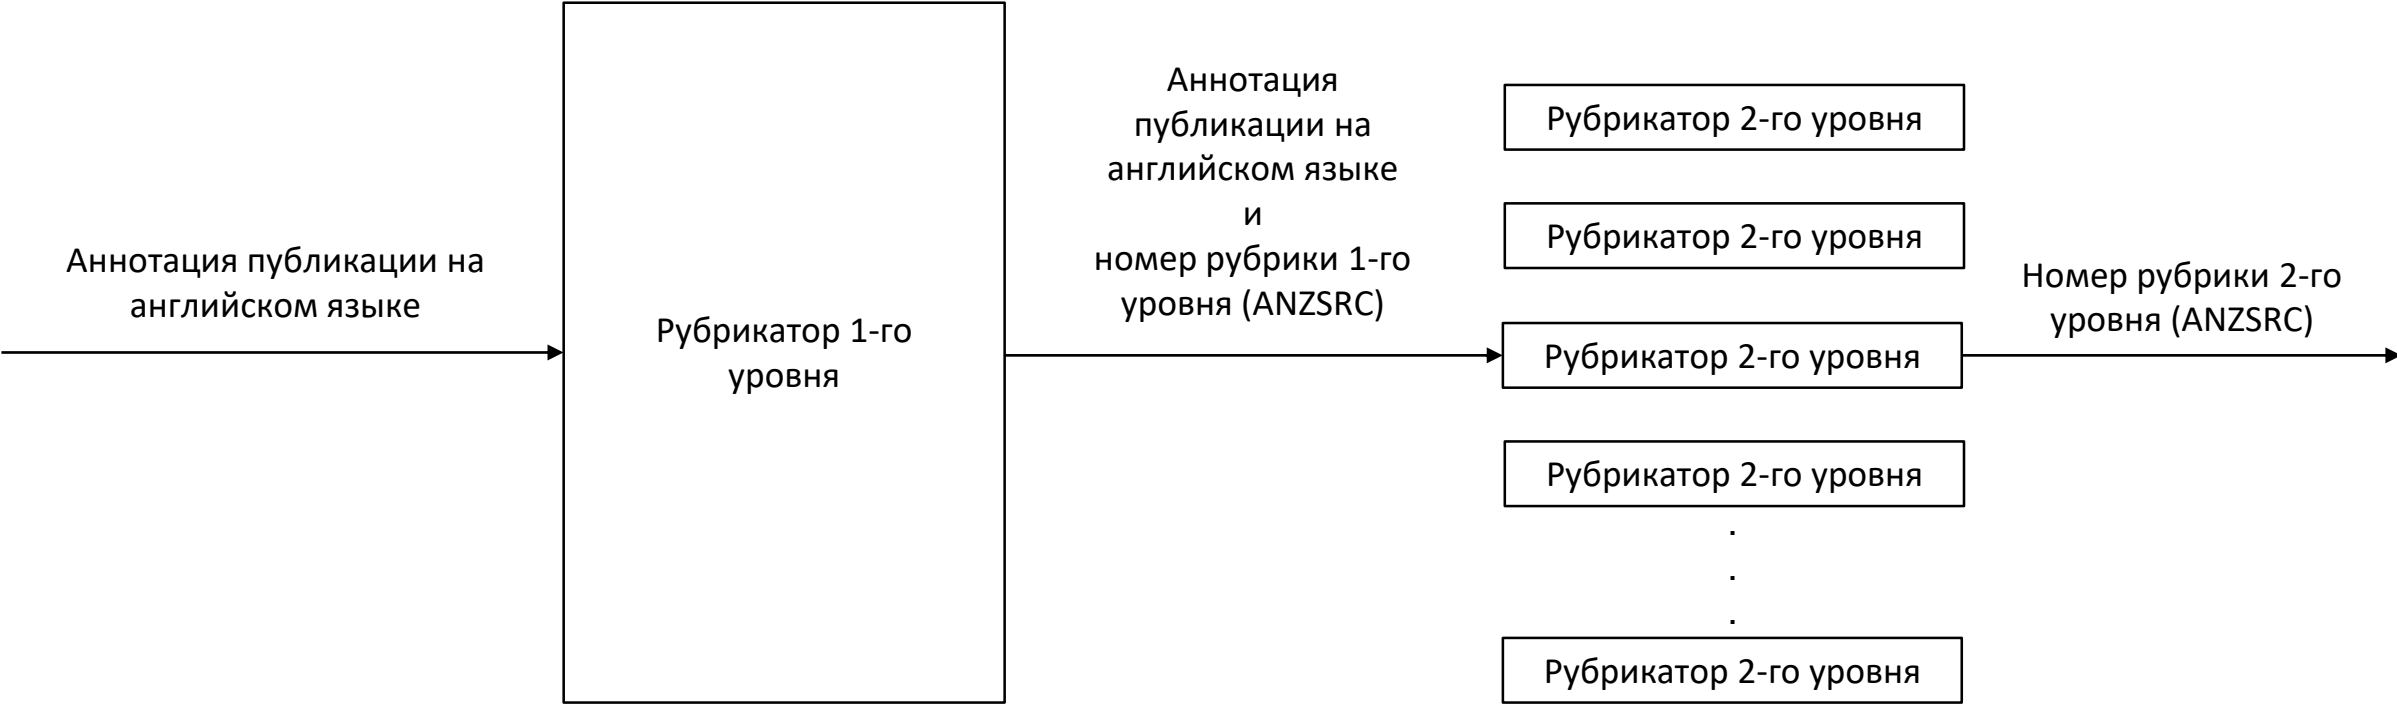 Аннотация публикации на
английском языке
Рубрикатор 1-го
уровня
Аннотация
публикации на
английском языке
и
номер рубрики 1-го
уровня (ANZSRC)
Рубрикатор 2-го уровня
Рубрикатор 2-го уровня
Рубрикатор 2-го уровня
Рубрикатор 2-го уровня
.
.
.
Рубрикатор 2-го уровня
Номер рубрики 2-го
уровня (ANZSRC)